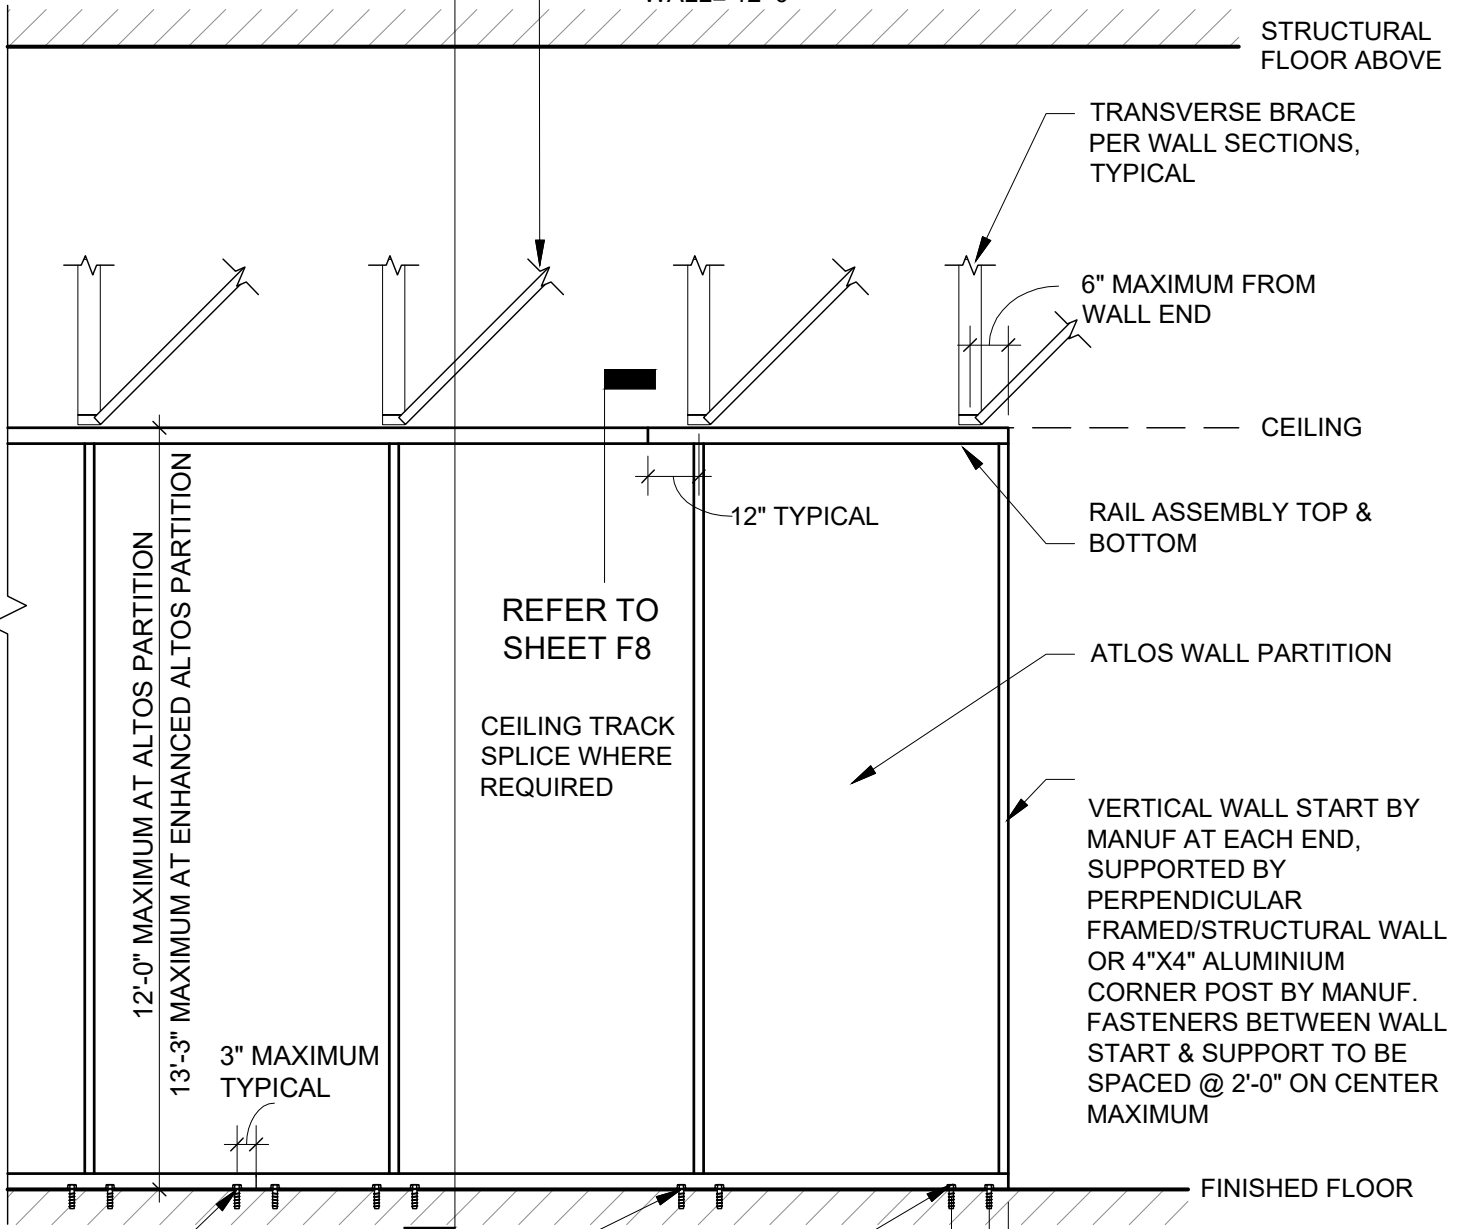 STRUCTURAL
FLOOR ABOVE
TRANSVERSE BRACE
PER WALL SECTIONS,
TYPICAL
6" MAXIMUM FROM
WALL END
CEILING
12" TYPICAL
RAIL ASSEMBLY TOP &
BOTTOM
REFER TO
SHEET F8
CEILING TRACK
SPLICE WHERE
REQUIRED
ATLOS WALL PARTITION
12'-0" MAXIMUM AT ALTOS PARTITION
13'-3" MAXIMUM AT ENHANCED ALTOS PARTITION
VERTICAL WALL START BY
MANUF AT EACH END,
SUPPORTED BY
PERPENDICULAR
FRAMED/STRUCTURAL WALL
OR 4"X4" ALUMINIUM
CORNER POST BY MANUF.
FASTENERS BETWEEN WALL
START & SUPPORT TO BE
SPACED @ 2'-0" ON CENTER
MAXIMUM
3" MAXIMUM
TYPICAL
FINISHED FLOOR